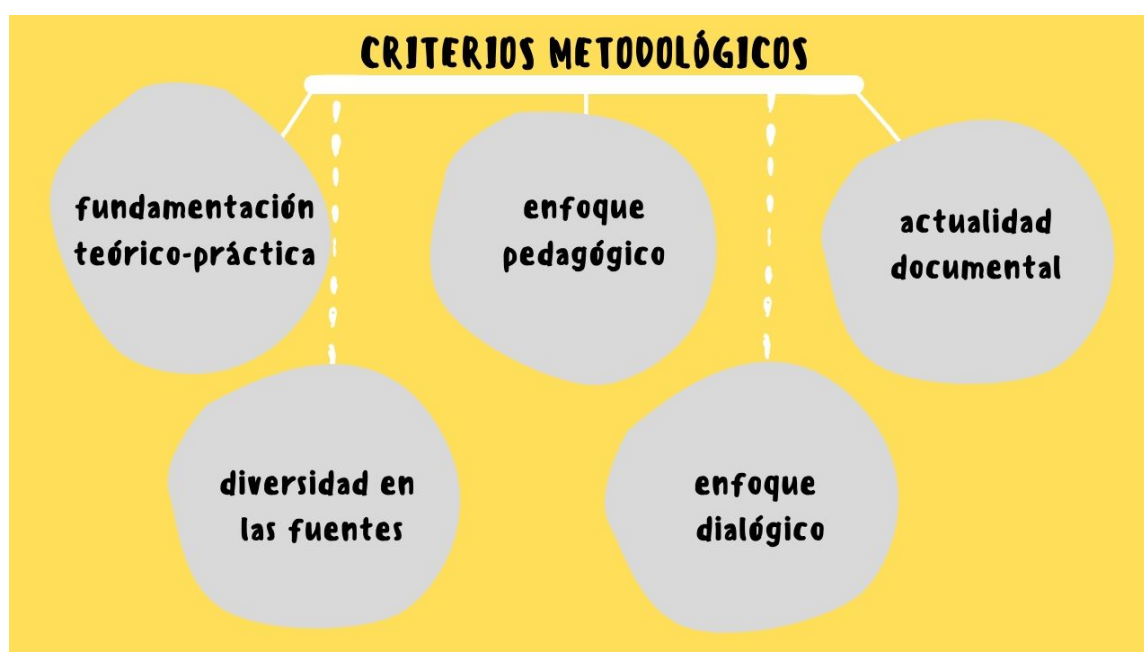 CRITERIOS METODOLÓGICOS
fundamentación
teórico-práctica
enfoque
pedagógico
actualidad
documental
diversidad en
las fuentes
enfoque
dialógico